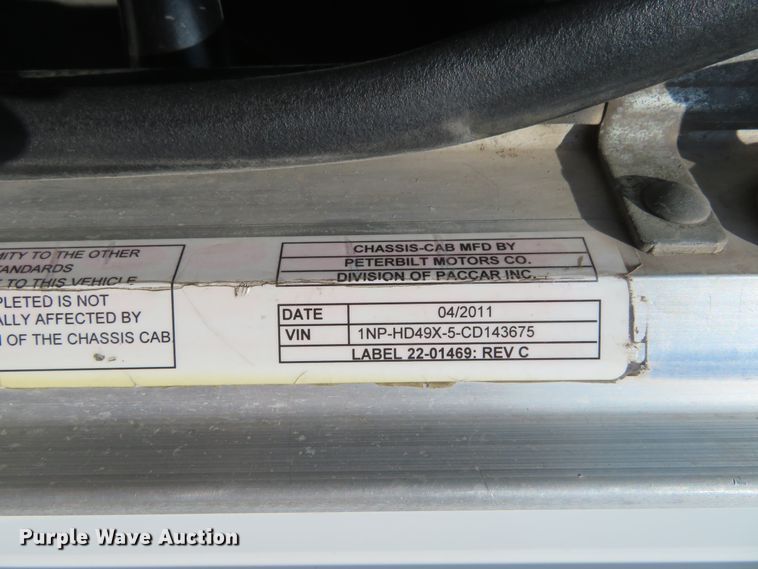 MITY TO THE OTHER
TANDARDS
TO THIS VEHICLE
PLETED IS NOT
ALLY AFFECTED BY
OF THE CHASSIS CAB.
CHASSIS-CAB MFD BY
PETERBILT MOTORS CO.
DIVISION OF PACCAR INC.
DATE 04/2011
VIN 1NP-HD49X-5-CD143675
LABEL 22-01469: REV C
Purple Wave Auction